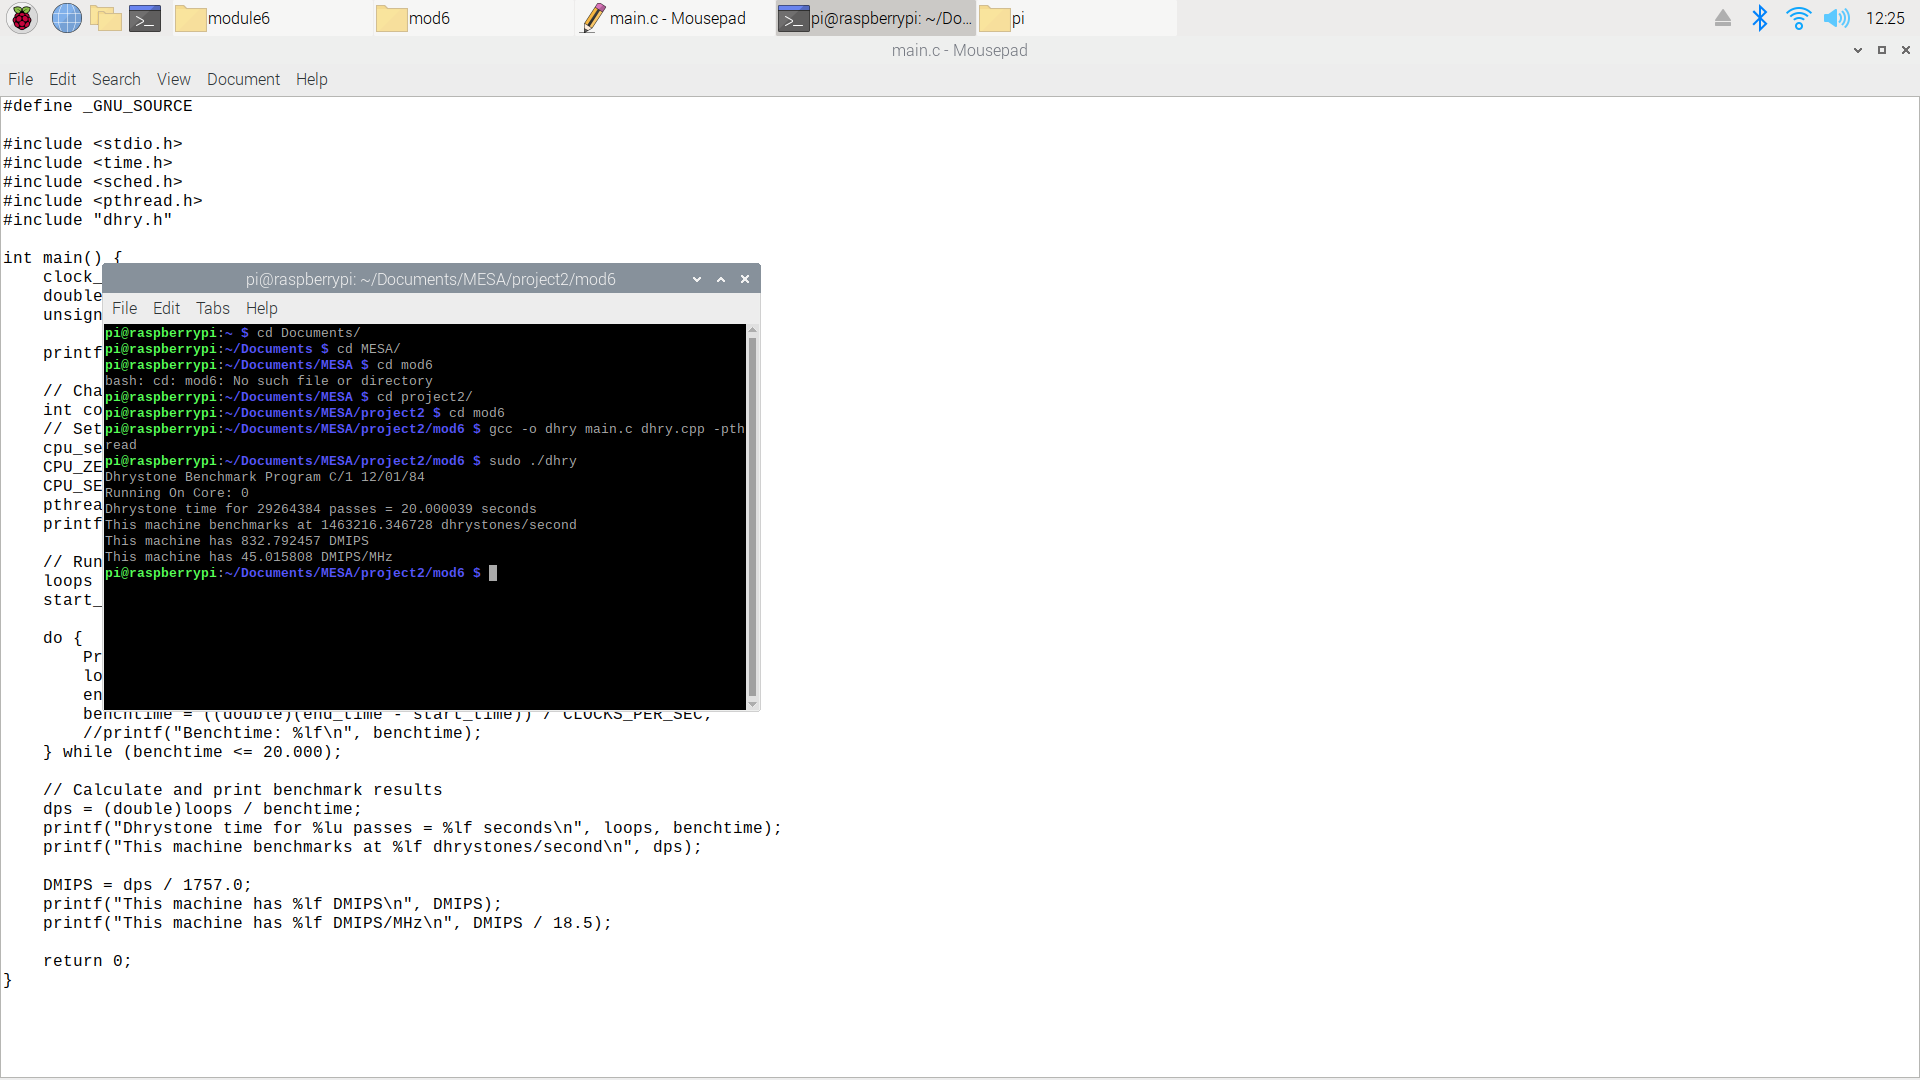 module6
mod6
main.c - Mousepad
pi@raspberrypi: ~/Do...
pi
12:25
main.c - Mousepad
File Edit Search View Document Help
#define _GNU_SOURCE
#include <stdio.h>
#include <time.h>
#include <sched.h>
#include <pthread.h>
#include "dhry.h"
int main() {
clock_
double
unsign
printf
// Cha
int co
// Set
cpu_se
CPU_ZE
CPU_SE
pthrea
printf
// Run
loops
start_
do {
Pr
lo
en
benchtime = ((double)(end_time - start_time)) / CLOCKS_PER_SEC;
//printf("Benchtime: %lf\n", benchtime);
} while (benchtime <= 20.000);
// Calculate and print benchmark results
dps = (double)loops / benchtime;
printf("Dhrystone time for %lu passes = %lf seconds\n", loops, benchtime);
printf("This machine benchmarks at %lf dhrystones/second\n", dps);
DMIPS = dps / 1757.0;
printf("This machine has %lf DMIPS\n", DMIPS);
printf("This machine has %lf DMIPS/MHz\n", DMIPS / 18.5);
return 0;
}
pi@raspberrypi: ~/Documents/MESA/project2/mod6
File Edit Tabs Help
pi@raspberrypi:~ $ cd Documents/
pi@raspberrypi:~/Documents $ cd MESA/
pi@raspberrypi:~/Documents/MESA $ cd mod6
bash: cd: mod6: No such file or directory
pi@raspberrypi:~/Documents/MESA $ cd project2/
pi@raspberrypi:~/Documents/MESA/project2 $ cd mod6
pi@raspberrypi:~/Documents/MESA/project2/mod6 $ gcc -o dhry main.c dhry.cpp -pth
read
pi@raspberrypi:~/Documents/MESA/project2/mod6 $ sudo ./dhry
Dhrystone Benchmark Program C/1 12/01/84
Running On Core: 0
Dhrystone time for 29264384 passes = 20.000039 seconds
This machine benchmarks at 1463216.346728 dhrystones/second
This machine has 832.792457 DMIPS
This machine has 45.015808 DMIPS/MHz
pi@raspberrypi:~/Documents/MESA/project2/mod6 $